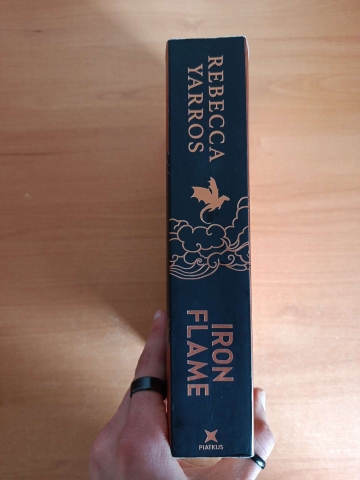 REBECCA
YARROS
IRON
FLAME
PIATKUS